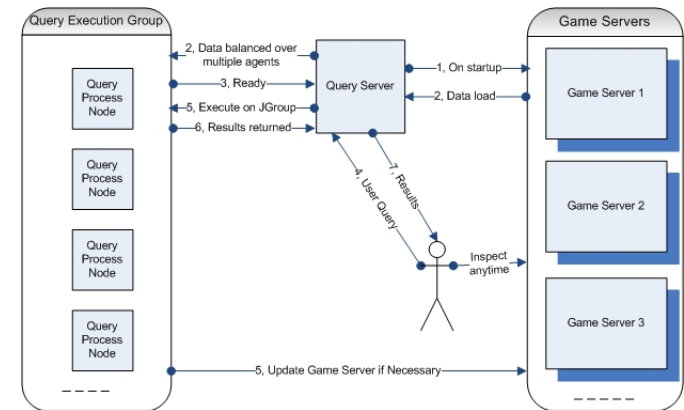 Query Execution Group
Game Servers
2, Data balanced over
multiple agents
3, Ready
5, Execute on JGroup
6, Results returned
Query Server
1, On startup
2, Data load
Query
Process
Node
Query
Process
Node
Query
Process
Node
Query
Process
Node
Game Server 1
Game Server 2
Game Server 3
4, User Query
7, Results
Inspect
anytime
5, Update Game Server if Necessary